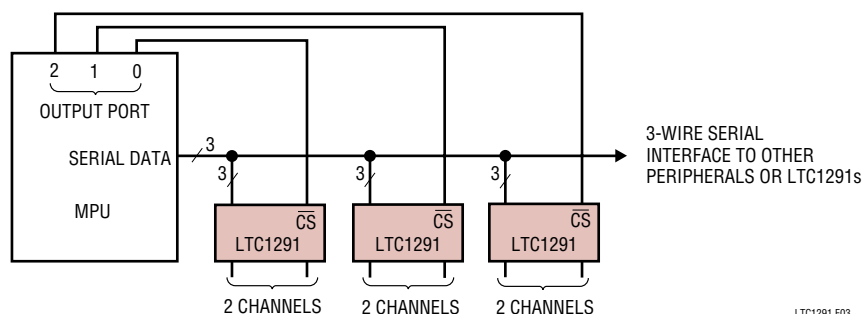 2 1 0
OUTPUT PORT
3-WIRE SERIAL
INTERFACE TO OTHER
PERIPHERALS OR LTC1291s
SERIAL DATA
3
3
3
3
MPU
CS
CS
CS
LTC1291
LTC1291
LTC1291
2 CHANNELS
2 CHANNELS
2 CHANNELS
LTC1291 F03